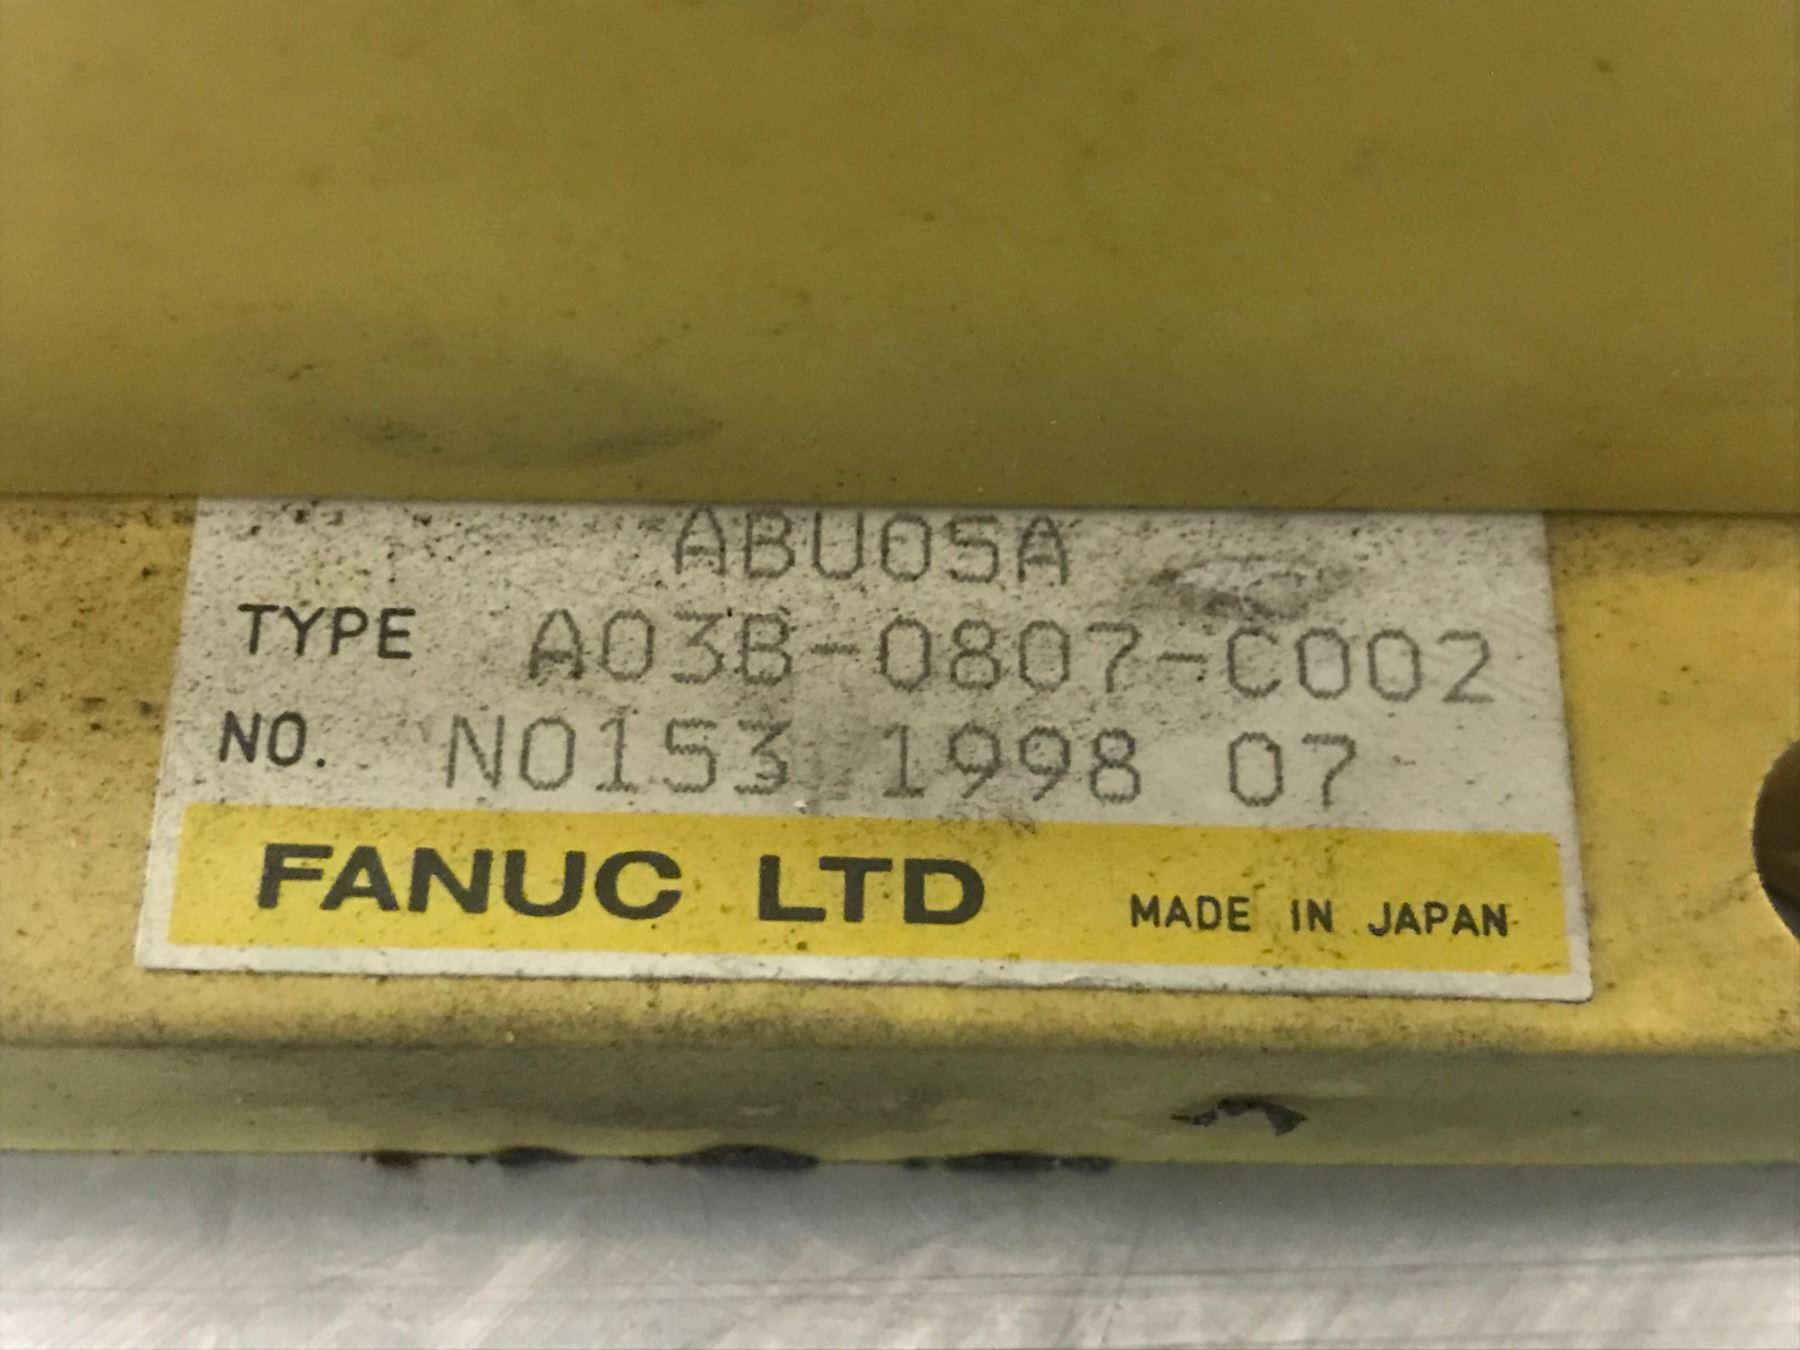 ABU05A
TYPE A03B-0807-C002
NO. N0153 1998 07
FANUC LTD MADE IN JAPAN